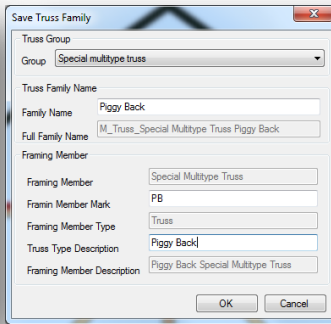 Save Truss Family
Truss Group
Group Special multitype truss
Truss Family Name
Family Name Piggy Back
Full Family Name M_Truss_Special Multitype Truss Piggy Back
Framing Member
Framing Member Special Multitype Truss
Framin Member Mark PB
Framing Member Type Truss
Truss Type Description Piggy Back
Framing Member Description Piggy Back Special Multitype Truss
OK Cancel